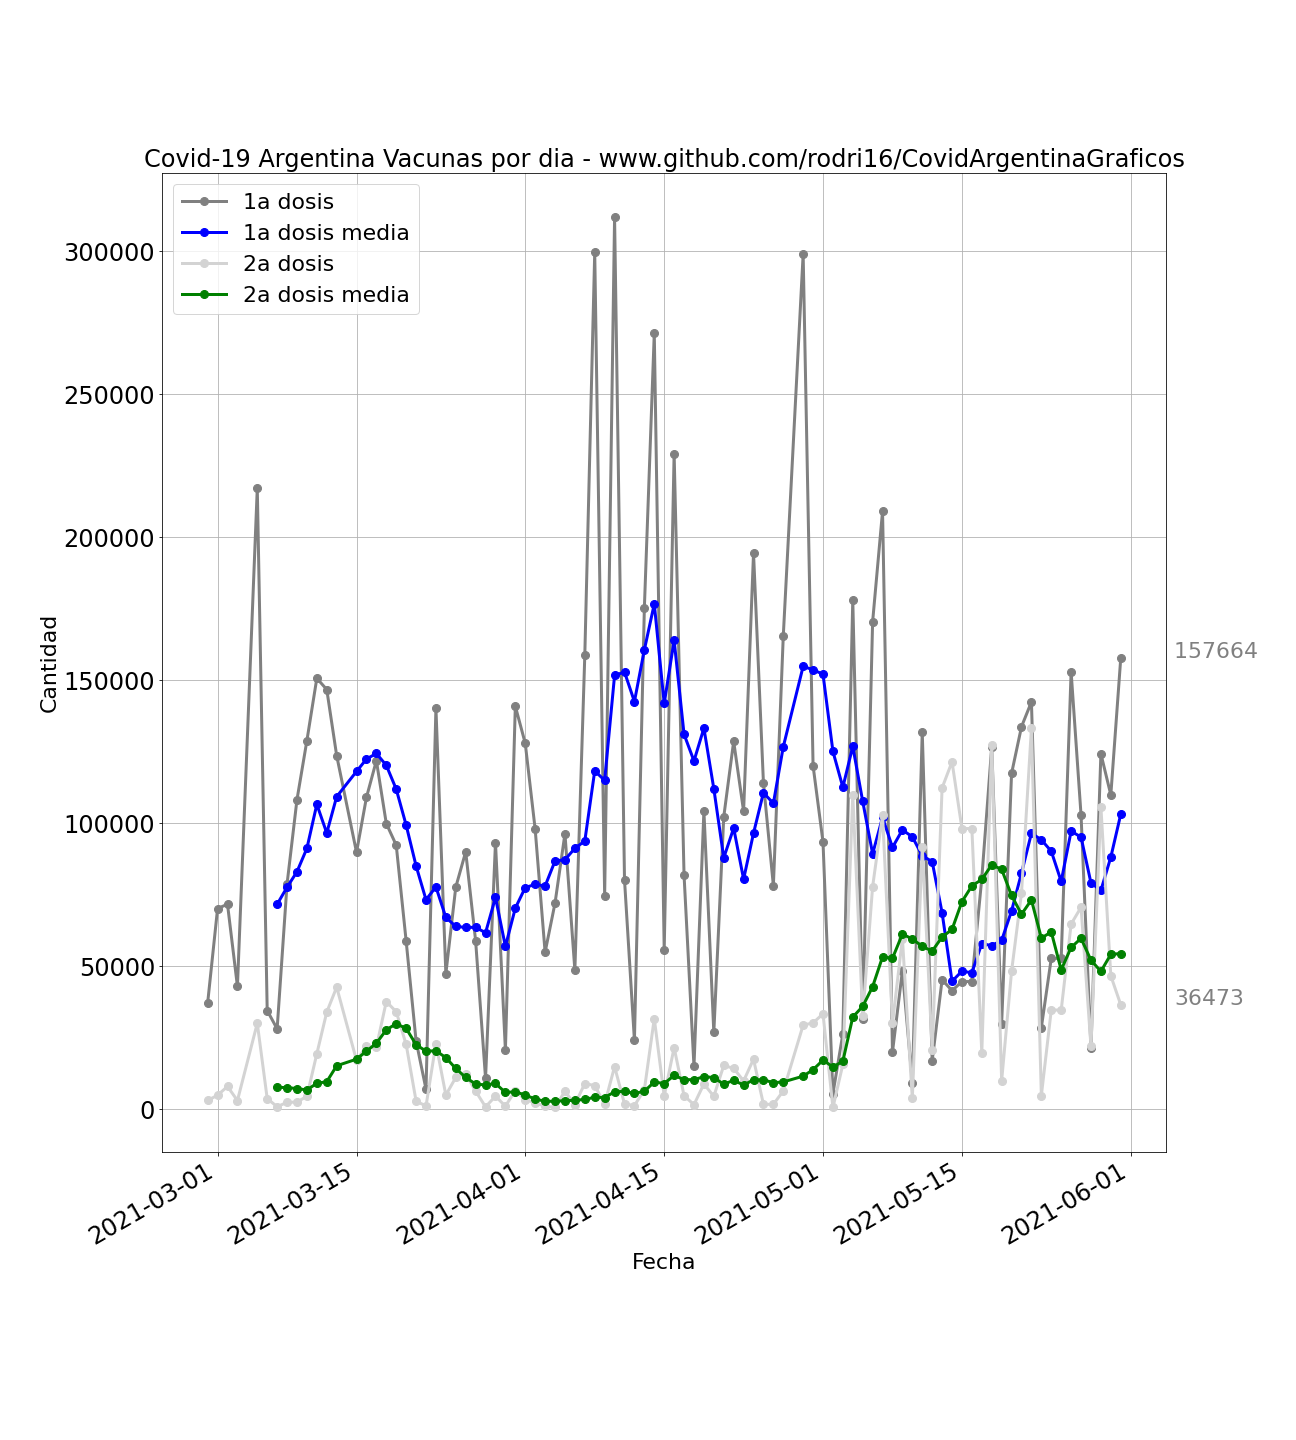 Covid-19 Argentina Vacunas por dia - www.github.com/rodri16/CovidArgentinaGraficos
1a dosis
1a dosis media
2a dosis
2a dosis media
300000
250000
200000
150000
100000
50000
0
Cantidad
157664
36473
2021-03-01
2021-03-15
2021-04-01
2021-04-15
2021-05-01
2021-05-15
2021-06-01
Fecha